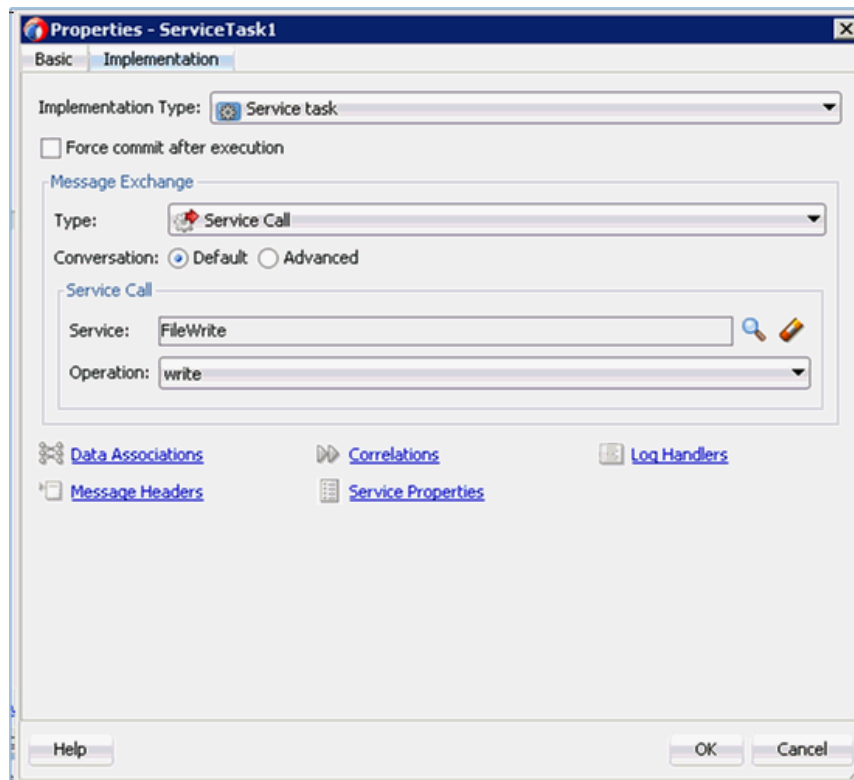 Properties - ServiceTask1
Basic Implementation
Implementation Type: Service task
Force commit after execution
Message Exchange
Type: Service Call
Conversation: Default Advanced
Service Call
Service: FileWrite
Operation: write
Data Associations Correlations Log Handlers
Message Headers Service Properties
Help OK Cancel